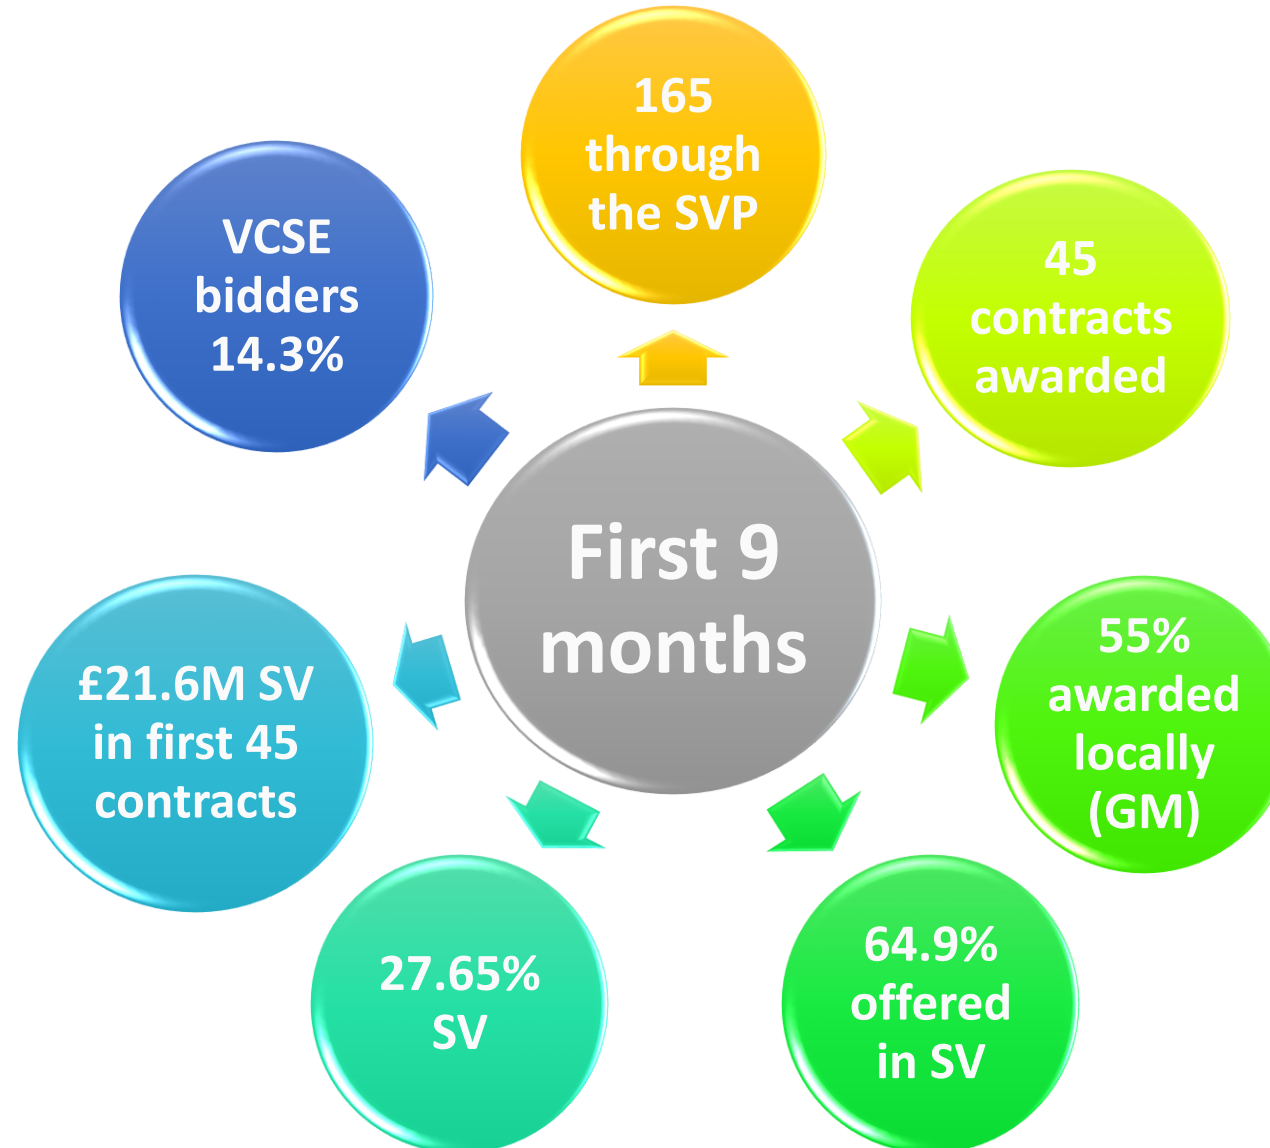 First 9
months
165
through
the SVP
45
contracts
awarded
55%
awarded
locally
(GM)
64.9%
offered
in SV
27.65%
SV
£21.6M SV
in first 45
contracts
VCSE
bidders
14.3%